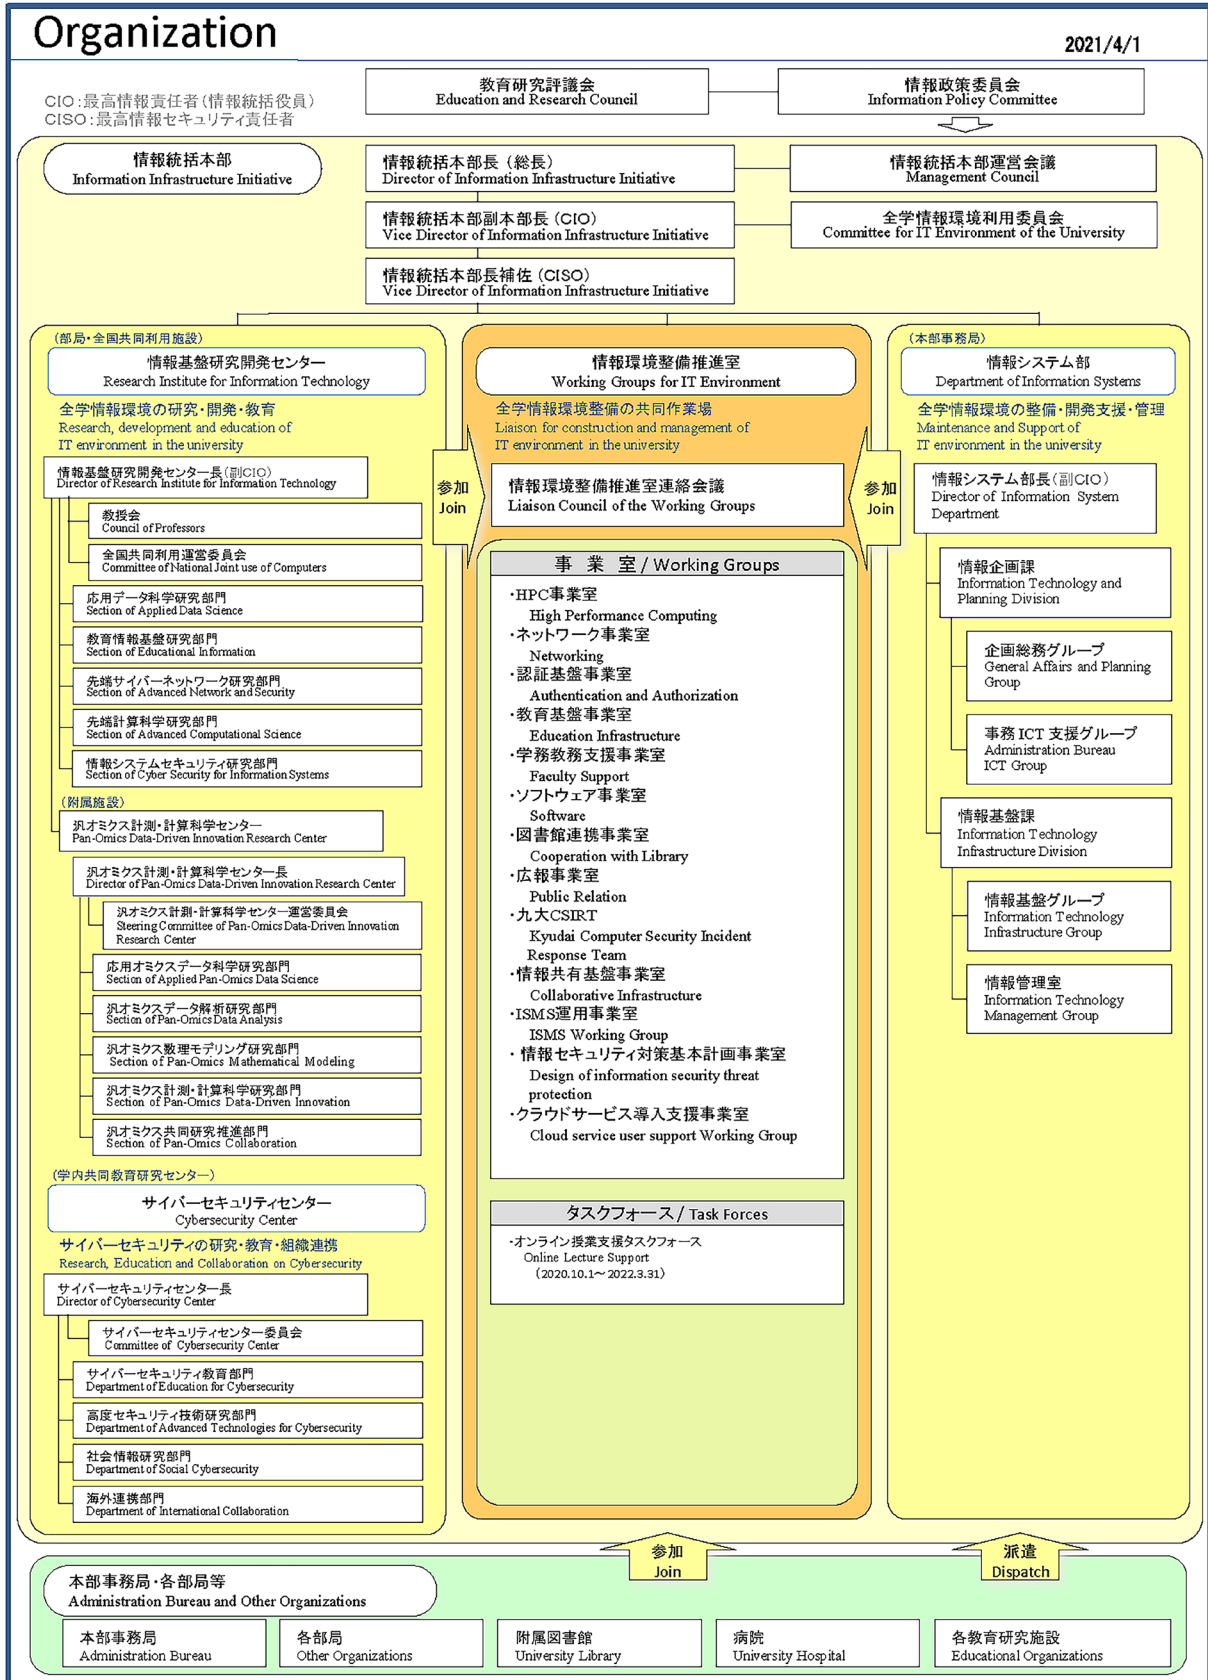 Organization
2021/4/1
CIO：最高情報責任者（情報統括役員）
CISO：最高情報セキュリティ責任者
教育研究評議会
Education and Research Council
情報政策委員会
Information Policy Committee
情報統括本部
Information Infrastructure Initiative
情報統括本部長（総長）
Director of Information Infrastructure Initiative
情報統括本部運営会議
Management Council
情報統括本部副本部長（CIO）
Vice Director of Information Infrastructure Initiative
全学情報環境利用委員会
Committee for IT Environment of the University
情報統括本部長補佐（CISO）
Vice Director of Information Infrastructure Initiative
（部局・全国共同利用施設）
情報基盤研究開発センター
Research Institute for Information Technology
全学情報環境の研究・開発・教育
Research, development and education of
IT environment in the university
情報基盤研究開発センター長（副CIO）
Director of Research Institute for Information Technology
教授会
Council of Professors
全国共同利用運営委員会
Committee of National Joint use of Computers
応用データ科学研究部門
Section of Applied Data Science
教育情報基盤研究部門
Section of Educational Information
先端サイバーネットワーク研究部門
Section of Advanced Network and Security
先端計算科学研究部門
Section of Advanced Computational Science
情報システムセキュリティ研究部門
Section of Cyber Security for Information Systems
（附属施設）
汎オミクス計測・計算科学センター
Pan-Omics Data-Driven Innovation Research Center
汎オミクス計測・計算科学センター長
Director of Pan-Omics Data-Driven Innovation Research Center
汎オミクス計測・計算科学センター運営委員会
Steering Committee of Pan-Omics Data-Driven Innovation
Research Center
応用オミクスデータ科学研究部門
Section of Applied Pan-Omics Data Science
汎オミクスデータ解析研究部門
Section of Pan-Omics Data Analysis
汎オミクス数理モデリング研究部門
Section of Pan-Omics Mathematical Modeling
汎オミクス計測・計算科学研究部門
Section of Pan-Omics Data-Driven Innovation
汎オミクス共同研究推進部門
Section of Pan-Omics Collaboration
（学内共同教育研究センター）
サイバーセキュリティセンター
Cybersecurity Center
サイバーセキュリティの研究・教育・組織連携
Research, Education and Collaboration on Cybersecurity
サイバーセキュリティセンター長
Director of Cybersecurity Center
サイバーセキュリティセンター委員会
Committee of Cybersecurity Center
サイバーセキュリティ教育部門
Department of Education for Cybersecurity
高度セキュリティ技術研究部門
Department of Advanced Technologies for Cybersecurity
社会情報研究部門
Department of Social Cybersecurity
海外連携部門
Department of International Collaboration
参加
Join
情報環境整備推進室
Working Groups for IT Environment
全学情報環境整備の共同作業場
Liaison for construction and management of
IT environment in the university
情報環境整備推進室連絡会議
Liaison Council of the Working Groups
事 業 室 / Working Groups
・HPC事業室
High Performance Computing
・ネットワーク事業室
Networking
・認証基盤事業室
Authentication and Authorization
・教育基盤事業室
Education Infrastructure
・学務教務支援事業室
Faculty Support
・ソフトウェア事業室
Software
・図書館連携事業室
Cooperation with Library
・広報事業室
Public Relation
・九大CSIRT
Kyudai Computer Security Incident
Response Team
・情報共有基盤事業室
Collaborative Infrastructure
・ISMS運用事業室
ISMS Working Group
・情報セキュリティ対策基本計画事業室
Design of information security threat
protection
・クラウドサービス導入支援事業室
Cloud service user support Working Group
タスクフォース / Task Forces
・オンライン授業支援タスクフォース
Online Lecture Support
（2020.10.1～2022.3.31）
参加
Join
（本部事務局）
情報システム部
Department of Information Systems
全学情報環境の整備・開発支援・管理
Maintenance and Support of
IT environment in the university
情報システム部長（副CIO）
Director of Information System
Department
情報企画課
Information Technology and
Planning Division
企画総務グループ
General Affairs and Planning
Group
事務 ICT 支援グループ
Administration Bureau
ICT Group
情報基盤課
Information Technology
Infrastructure Division
情報基盤グループ
Information Technology
Infrastructure Group
情報管理室
Information Technology
Management Group
参加
Join
派遣
Dispatch
本部事務局・各部局等
Administration Bureau and Other Organizations
本部事務局
Administration Bureau
各部局
Other Organizations
附属図書館
University Library
病院
University Hospital
各教育研究施設
Educational Organizations